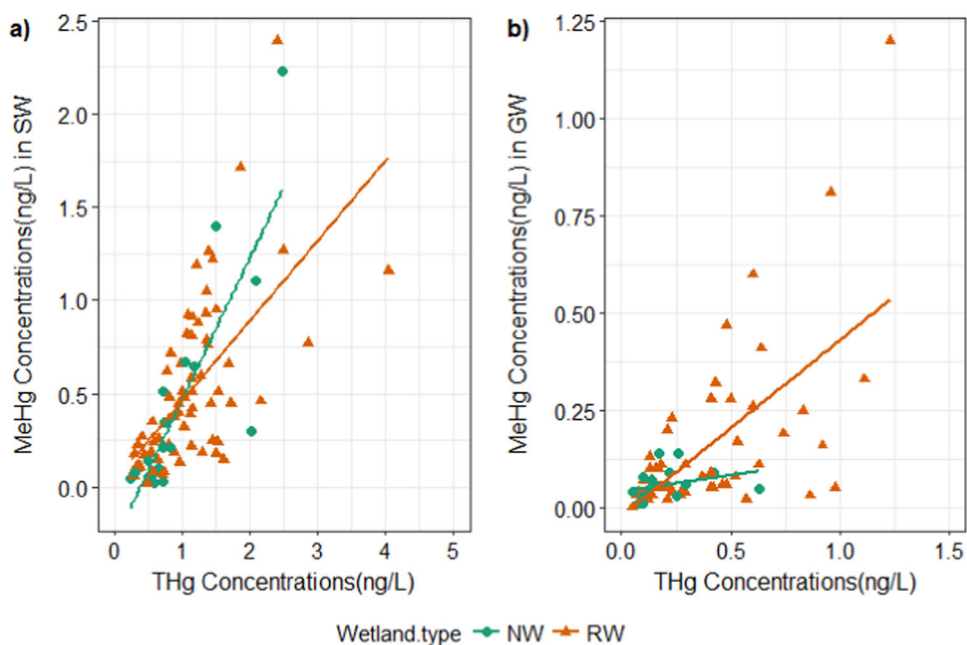 a)
MeHg Concentrations(ng/L) in SW
2.5
2.0
1.5
1.0
0.5
0.0
0 1 2 3 4 5
THg Concentrations(ng/L)
b)
MeHg Concentrations(ng/L) in GW
1.25
1.00
0.75
0.50
0.25
0.00
0.0 0.5 1.0 1.5
THg Concentrations(ng/L)
Wetland.type NW RW